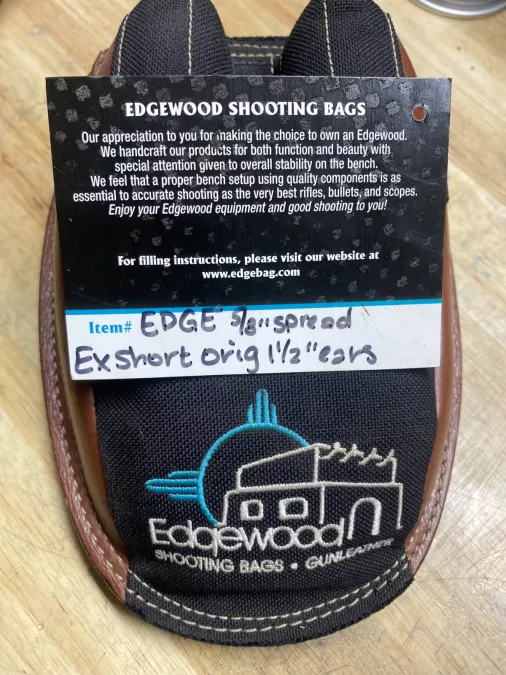 EDGEWOOD SHOOTING BAGS
Our appreciation to you for making the choice to own an Edgewood.
We handcraft our products for both function and beauty with
special attention given to overall stability on the bench.
We feel that a proper bench setup using quality components is as
essential to accurate shooting as the very best rifles, bullets, and scopes.
Enjoy your Edgewood equipment and good shooting to you!
For filling instructions, please visit our website at
www.edgebag.com
Item# EDGE 5/8" spread
Ex short orig 1 1/2" ears
Edgewood
SHOOTING BAGS • GUNLEATHER